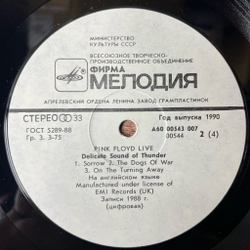 МИНИСТЕРСТВО
КУЛЬТУРЫ СССР
ВСЕСОЮЗНОЕ ТВОРЧЕСКО-
ПРОИЗВОДСТВЕННОЕ ОБЪЕДИНЕНИЕ
ФИРМА
МЕЛОДИЯ
АПРЕЛЕВСКИЙ ОРДЕНА ЛЕНИНА ЗАВОД ГРАМПЛАСТИНОК
СТЕРЕО 33
Год выпуска 1990
ГОСТ 5289-88
А60 00543 007
Гр. 3. 3-75
00544 2 (4)
PINK FLOYD LIVE
Delicate Sound of Thunder
1. Sorrow 2. The Dogs Of War
3. On The Turning Away
На английском языке
Manufactured under license of
EMI Records (UK)
Записи 1988 г.
(цифровая)